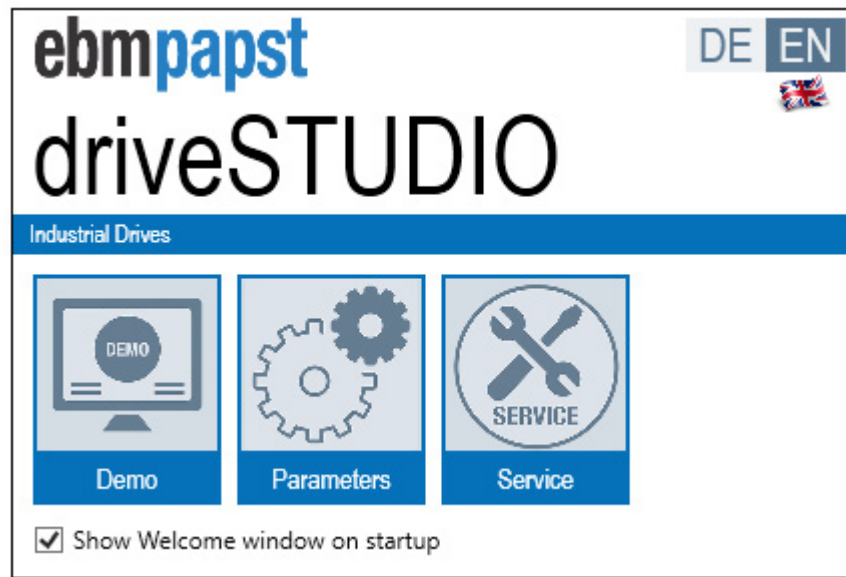 ebmpapst
DE EN
driveSTUDIO
Industrial Drives
DEMO
SERVICE
Demo
Parameters
Service
Show Welcome window on startup